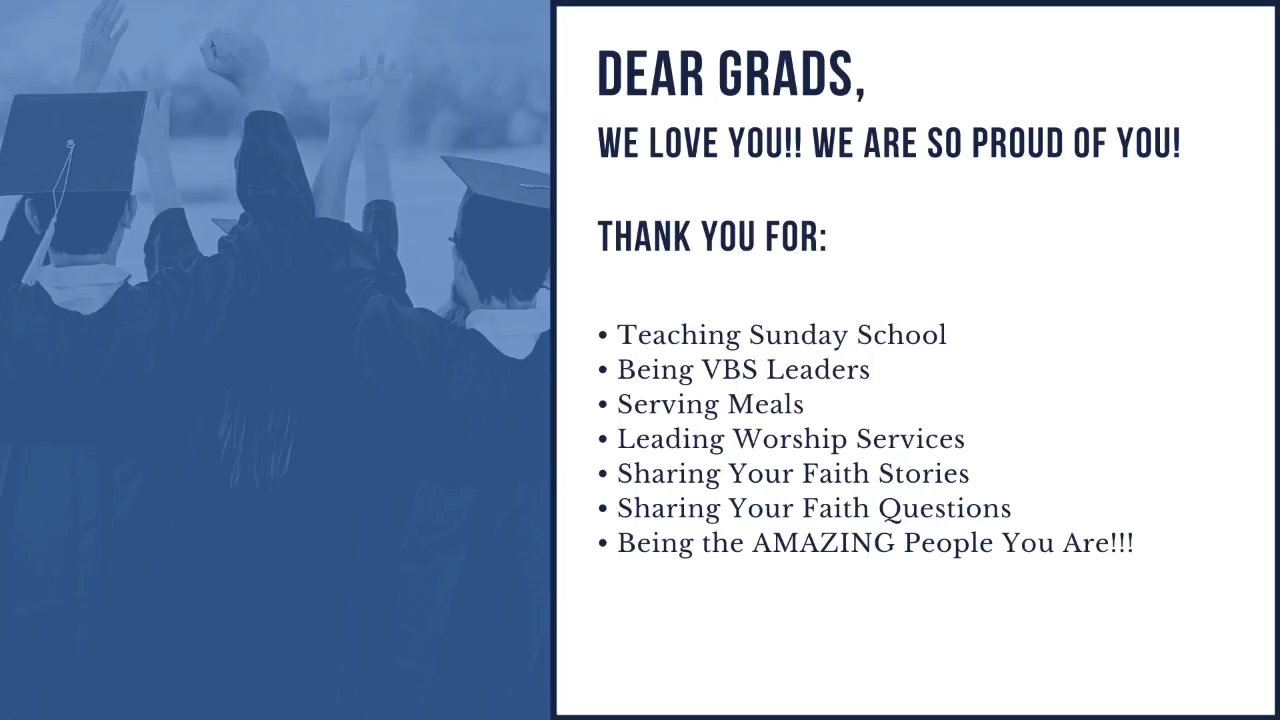 DEAR GRADS,
WE LOVE YOU!! WE ARE SO PROUD OF YOU!
THANK YOU FOR:
• Teaching Sunday School
• Being VBS Leaders
• Serving Meals
• Leading Worship Services
• Sharing Your Faith Stories
• Sharing Your Faith Questions
• Being the AMAZING People You Are!!!